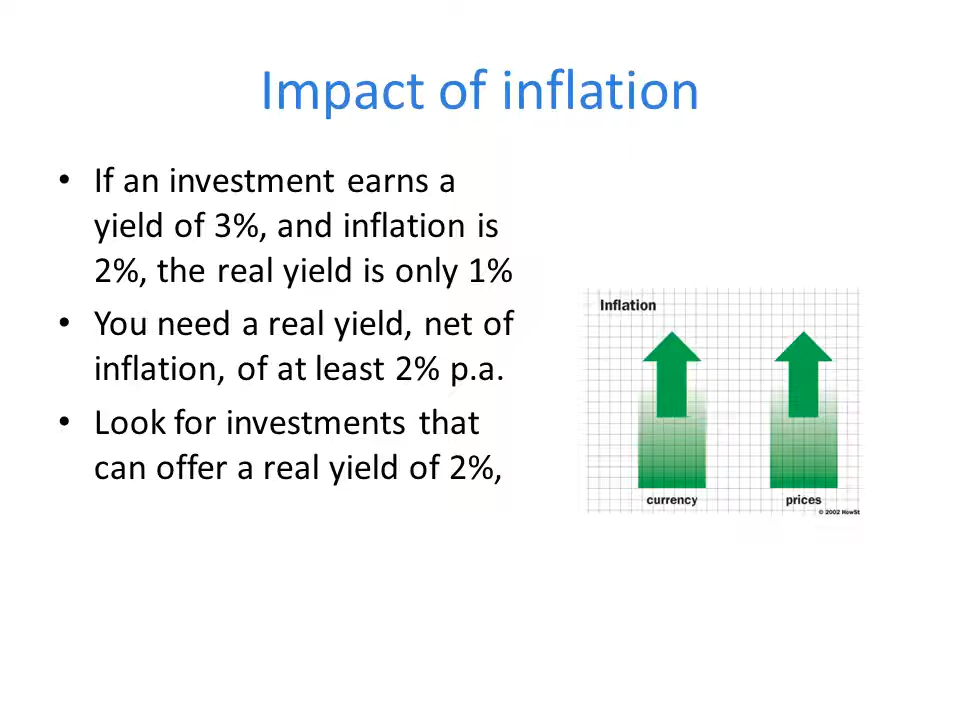 Impact of inflation
• If an investment earns a
yield of 3%, and inflation is
2%, the real yield is only 1%
• You need a real yield, net of
inflation, of at least 2% p.a.
• Look for investments that
can offer a real yield of 2%,
Inflation
currency
prices
© 2002 HowSt